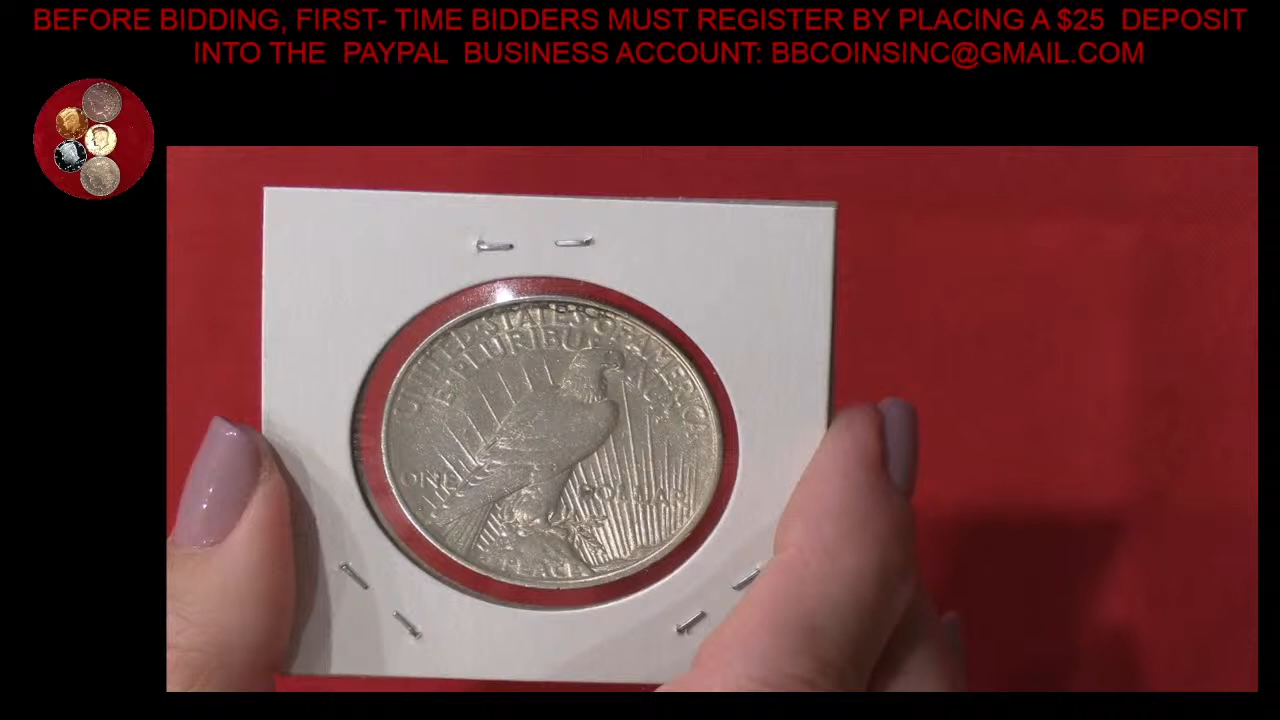 BEFORE BIDDING, FIRST- TIME BIDDERS MUST REGISTER BY PLACING A $25 DEPOSIT
INTO THE PAYPAL BUSINESS ACCOUNT: BBCOINSINC@GMAIL.COM
UNITED·STATES·OF·AMERICA
E·PLURIBUS
ONE DOLLAR
PEACE